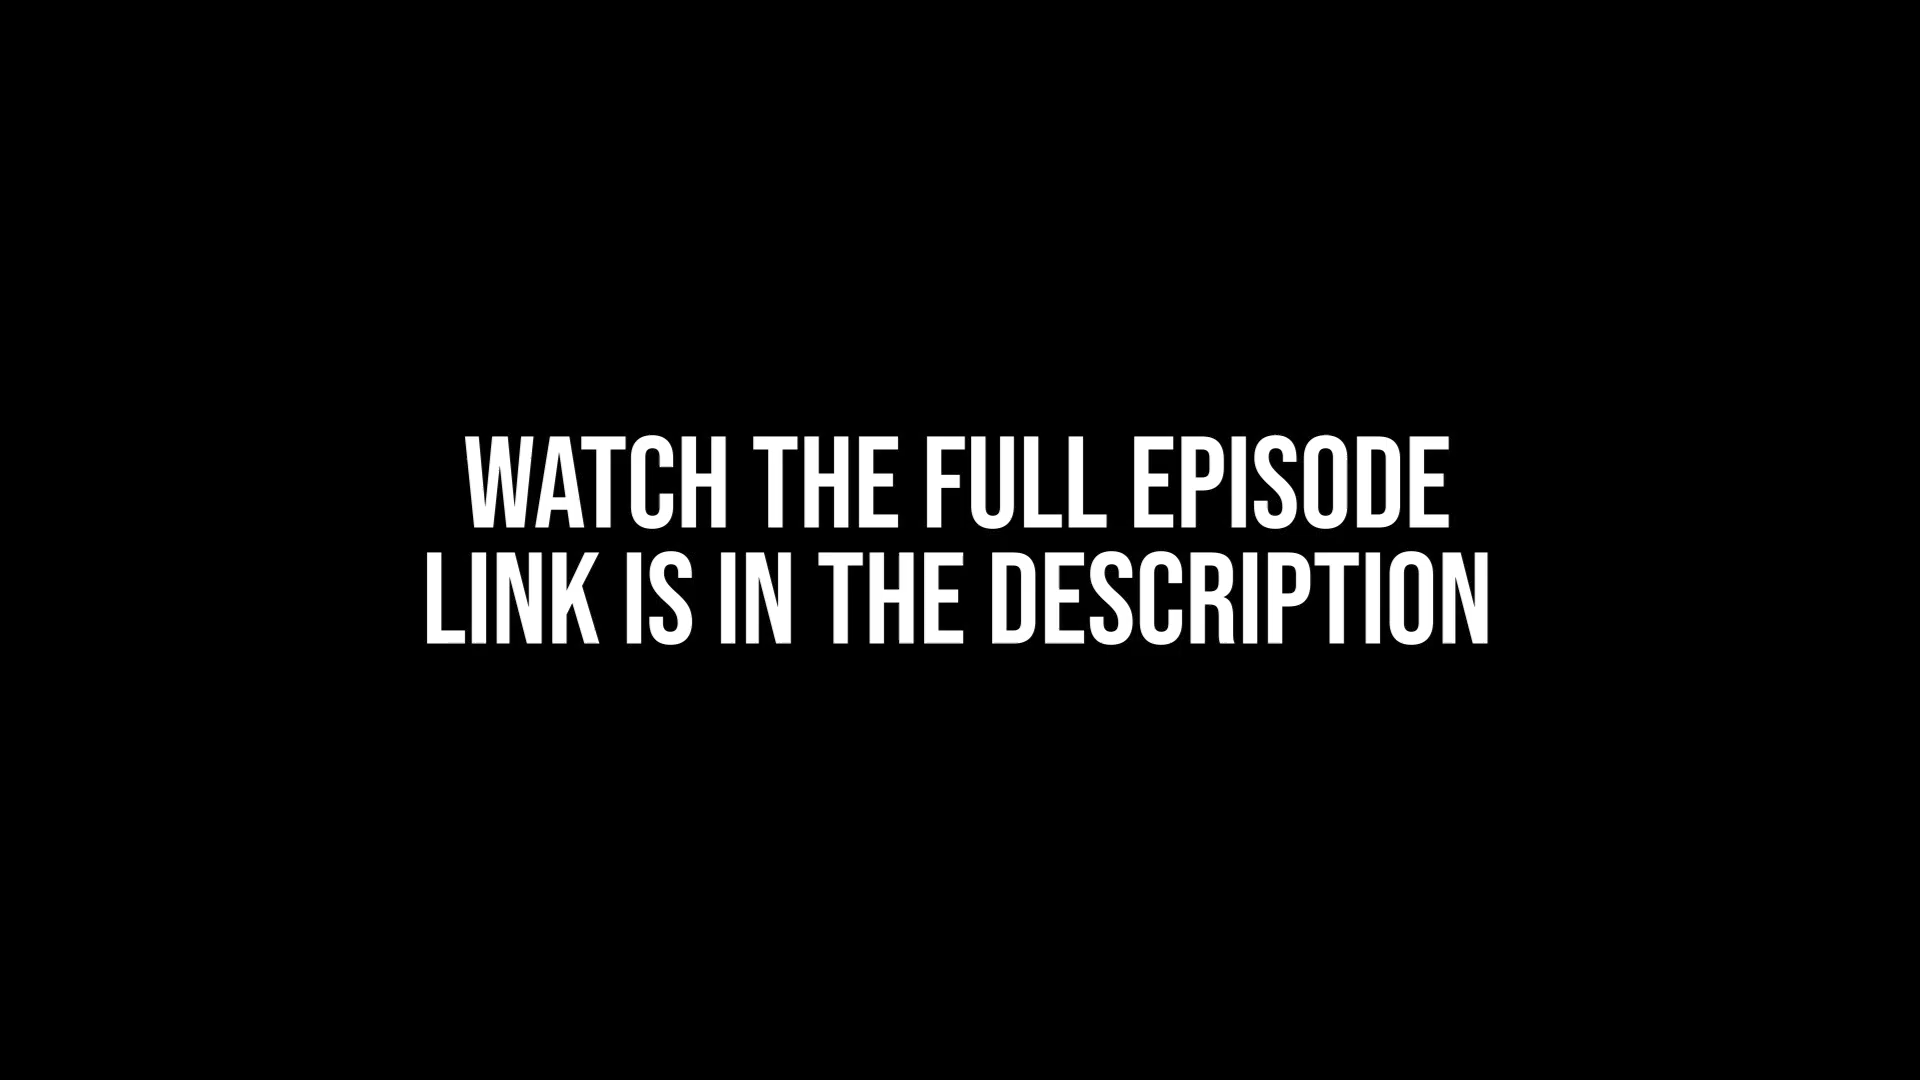 WATCH THE FULL EPISODE
LINK IS IN THE DESCRIPTION